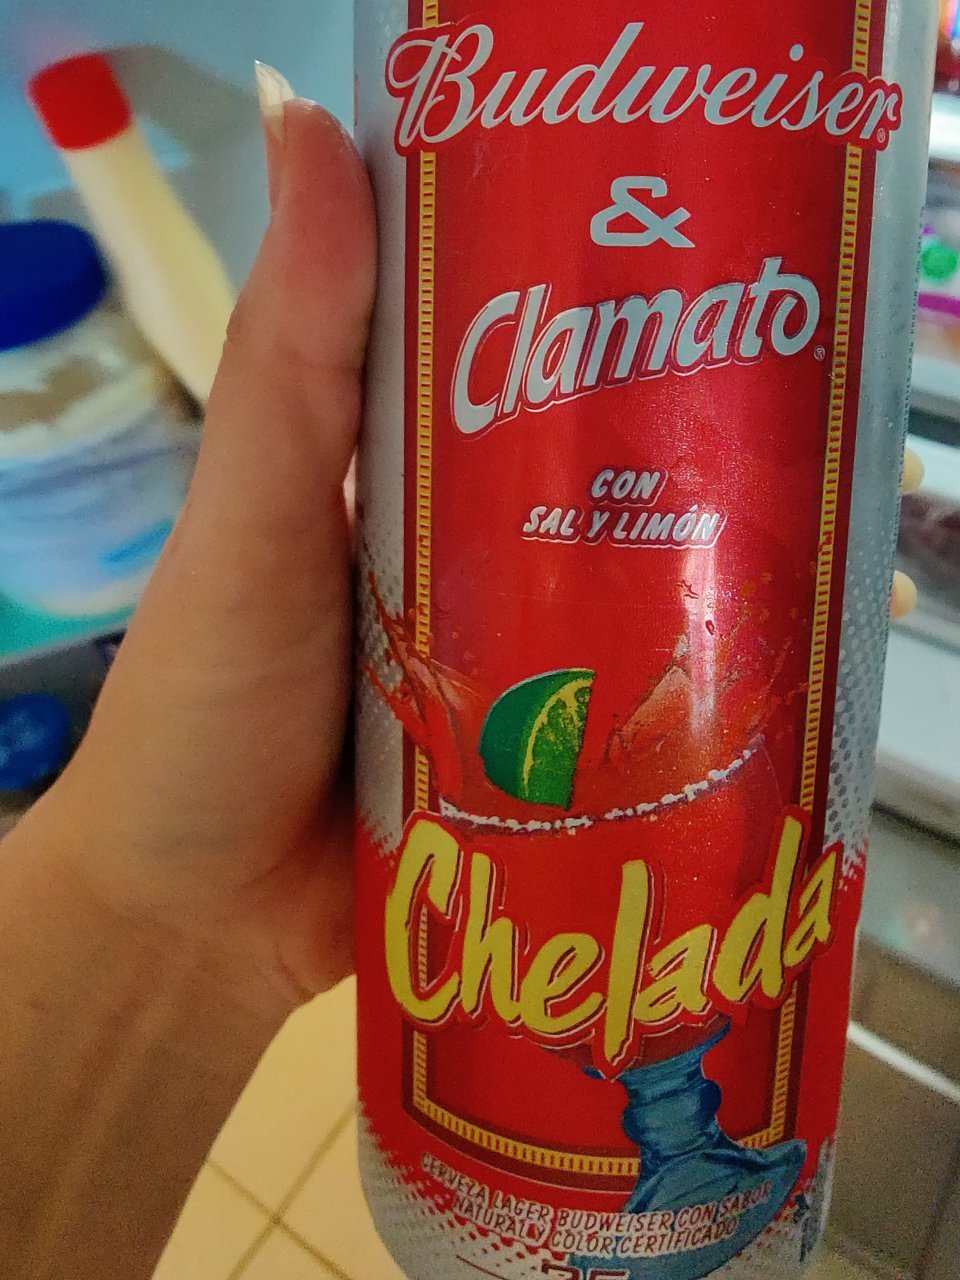 Budweiser
&
Clamato
CON
SAL Y LIMÓN
Chelada
CERVEZA LAGER BUDWEISER CON SABOR
NATURAL Y COLOR CERTIFICADO